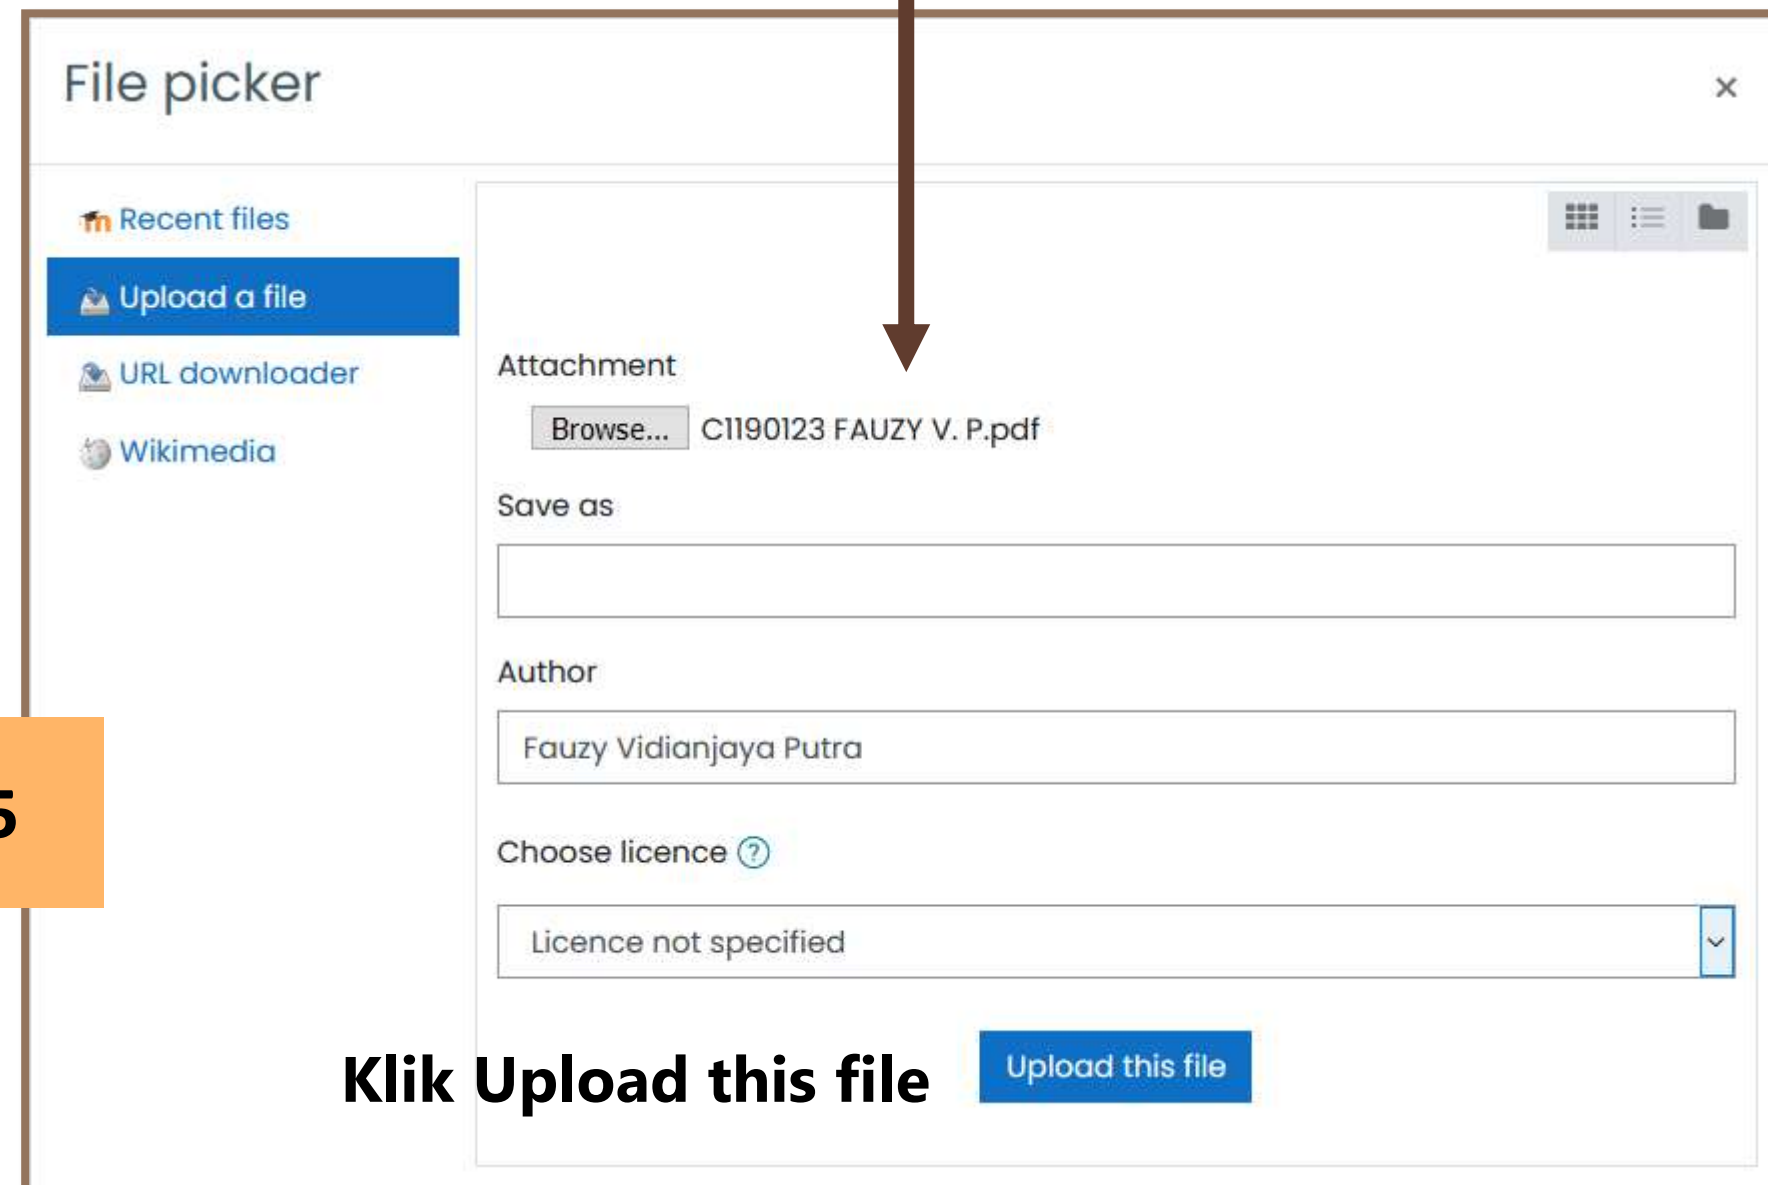 File picker
×
Recent files
Upload a file
URL downloader
Wikimedia
Attachment
Browse... C1190123 FAUZY V. P.pdf
Save as
Author
Fauzy Vidianjaya Putra
5
Choose licence ?
Licence not specified
Klik Upload this file
Upload this file